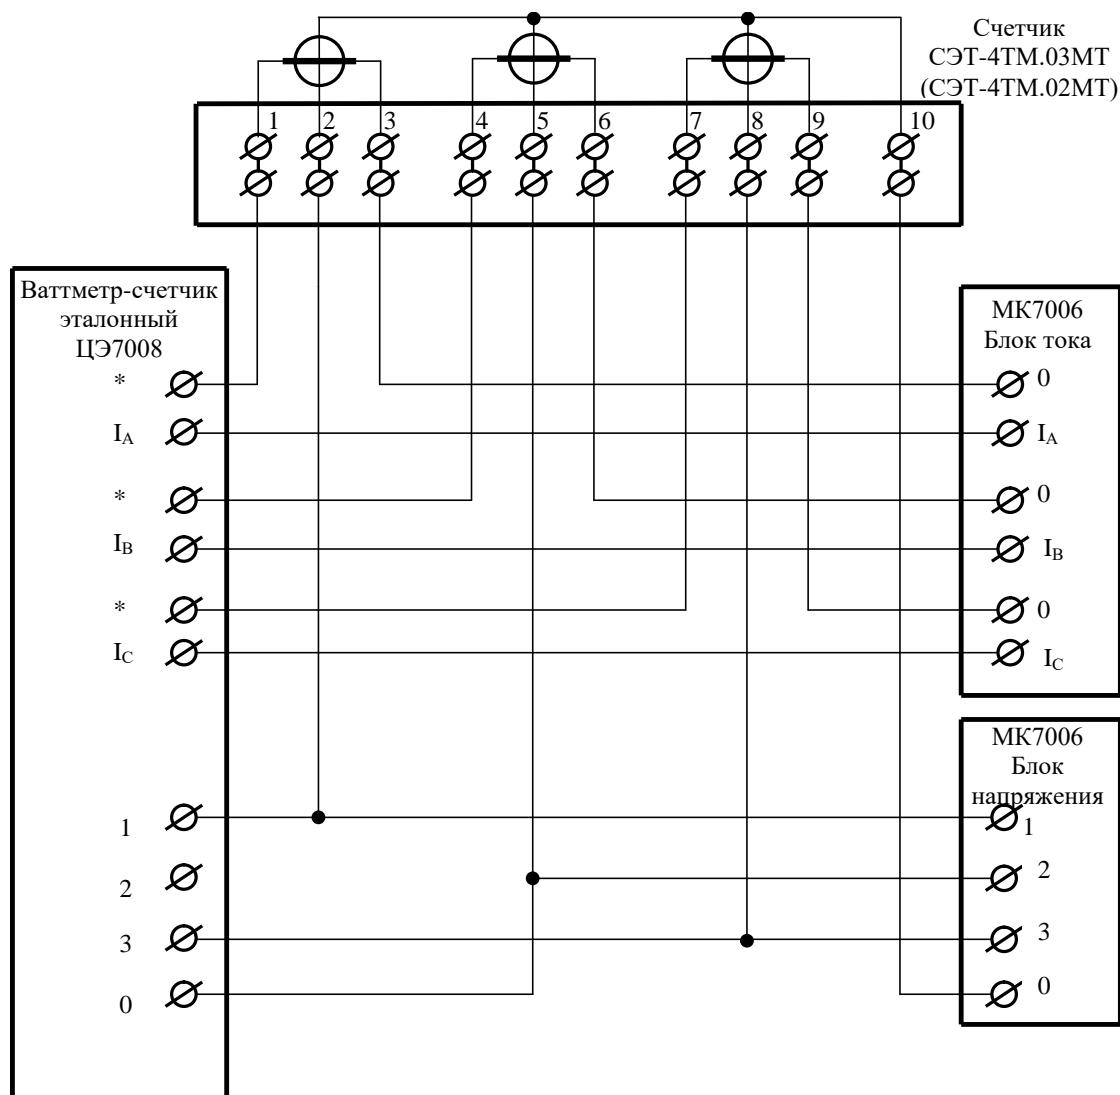 Счетчик
СЭТ-4ТМ.03МТ
(СЭТ-4ТМ.02МТ)
1 2 3 4 5 6 7 8 9 10
Ваттметр-счетчик
эталонный
ЦЭ7008
*
IA
*
IB
*
IC
1
2
3
0
МК7006
Блок тока
0
IA
0
IB
0
IC
МК7006
Блок
напряжения
1
2
3
0